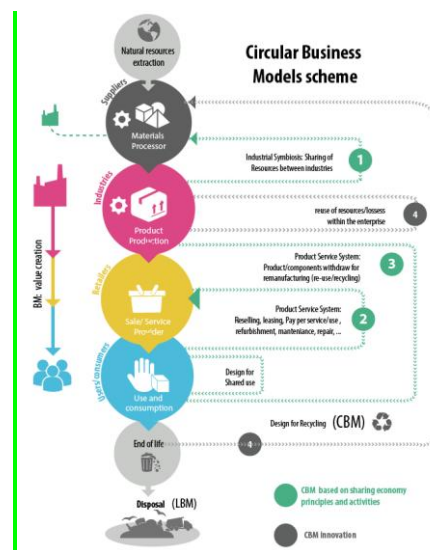 Natural resources
extraction
Circular Business
Models scheme
Suppliers
Materials
Processor
1
Industrial Symbiosis: Sharing of
Resources between industries
Industries
Product
Production
reuse of resources/lossess
within the enterprise
4
BM: value creation
Product Service System:
Product/components withdraw for
remanufacturing (re-use/recycling)
3
Retailers
Sale/ Service
Provider
Product Service System:
Reselling, leasing, Pay per service/use ,
refurbishment, mantenance, repair, ...
2
Users/consumers
Use and
consumption
Design for
Shared use
Design for Recycling (CBM)
End of life
4
Disposal (LBM)
CBM based on sharing economy
principles and activities
CBM innovation